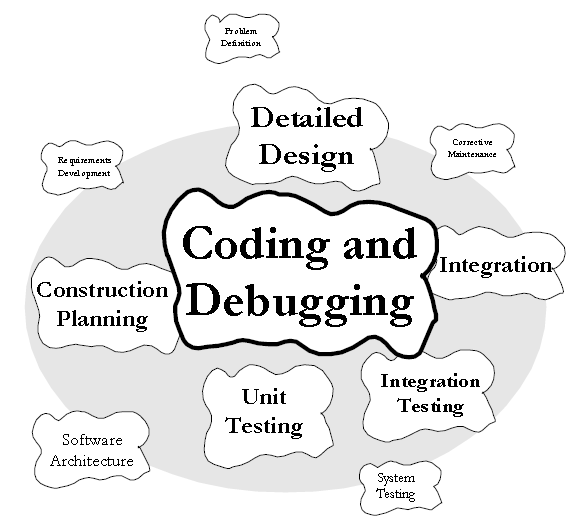 Problem
Definition
Detailed
Design
Requirements
Development
Corrective
Maintenance
Coding and
Debugging
Integration
Construction
Planning
Unit
Testing
Integration
Testing
Software
Architecture
System
Testing